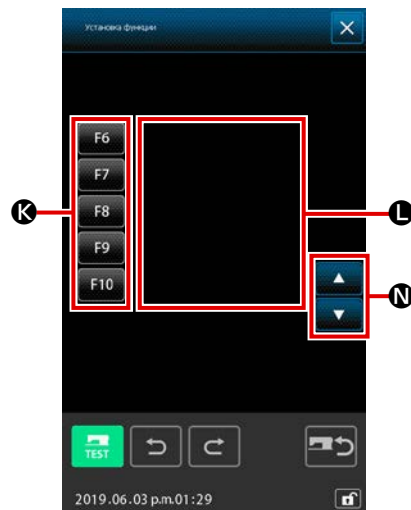 Установка функции
F6
F7
K
F8
L
F9
F10
N
TEST
2019.06.03 p.m.01:29